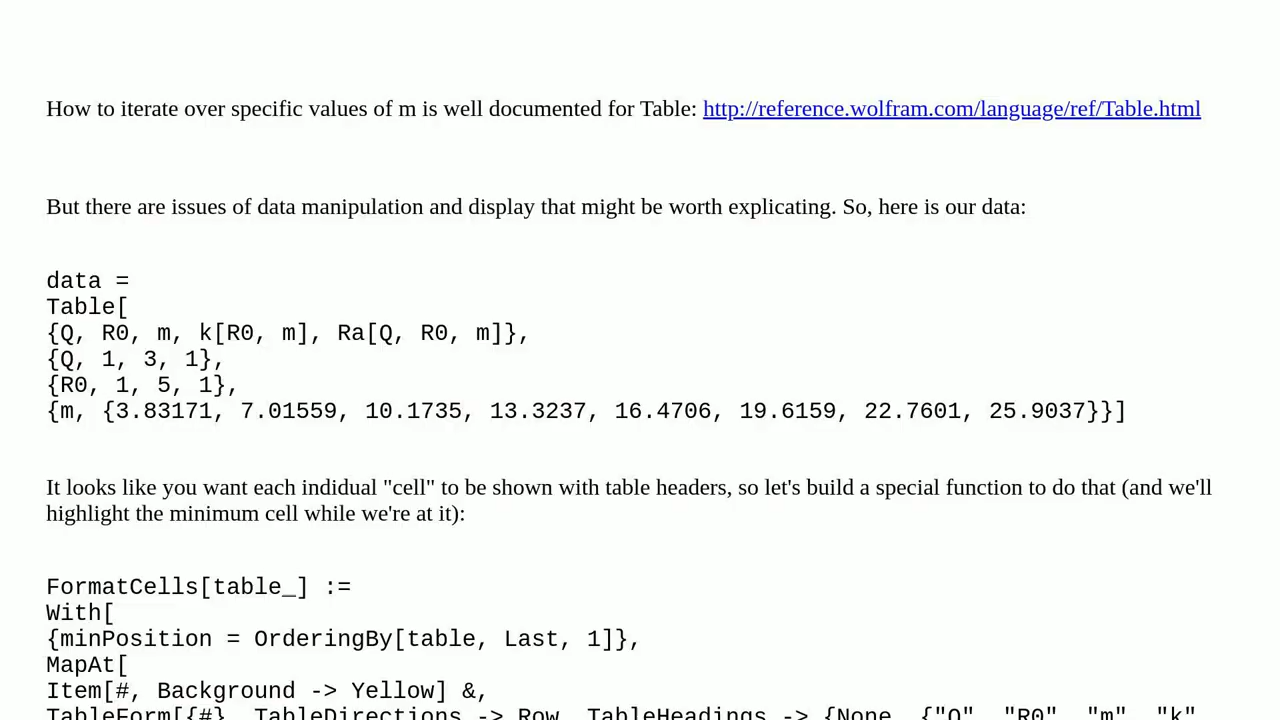 How to iterate over specific values of m is well documented for Table: http://reference.wolfram.com/language/ref/Table.html
But there are issues of data manipulation and display that might be worth explicating. So, here is our data:
data =
Table[
{Q, R0, m, k[R0, m], Ra[Q, R0, m]},
{Q, 1, 3, 1},
{R0, 1, 5, 1},
{m, {3.83171, 7.01559, 10.1735, 13.3237, 16.4706, 19.6159, 22.7601, 25.9037}}]
It looks like you want each indidual "cell" to be shown with table headers, so let's build a special function to do that (and we'll
highlight the minimum cell while we're at it):
FormatCells[table_] :=
With[
{minPosition = OrderingBy[table, Last, 1]},
MapAt[
Item[#, Background -> Yellow] &,
TableForm[{#}, TableDirections -> Row, TableHeadings -> {None, {"Q", "R0", "m", "k",